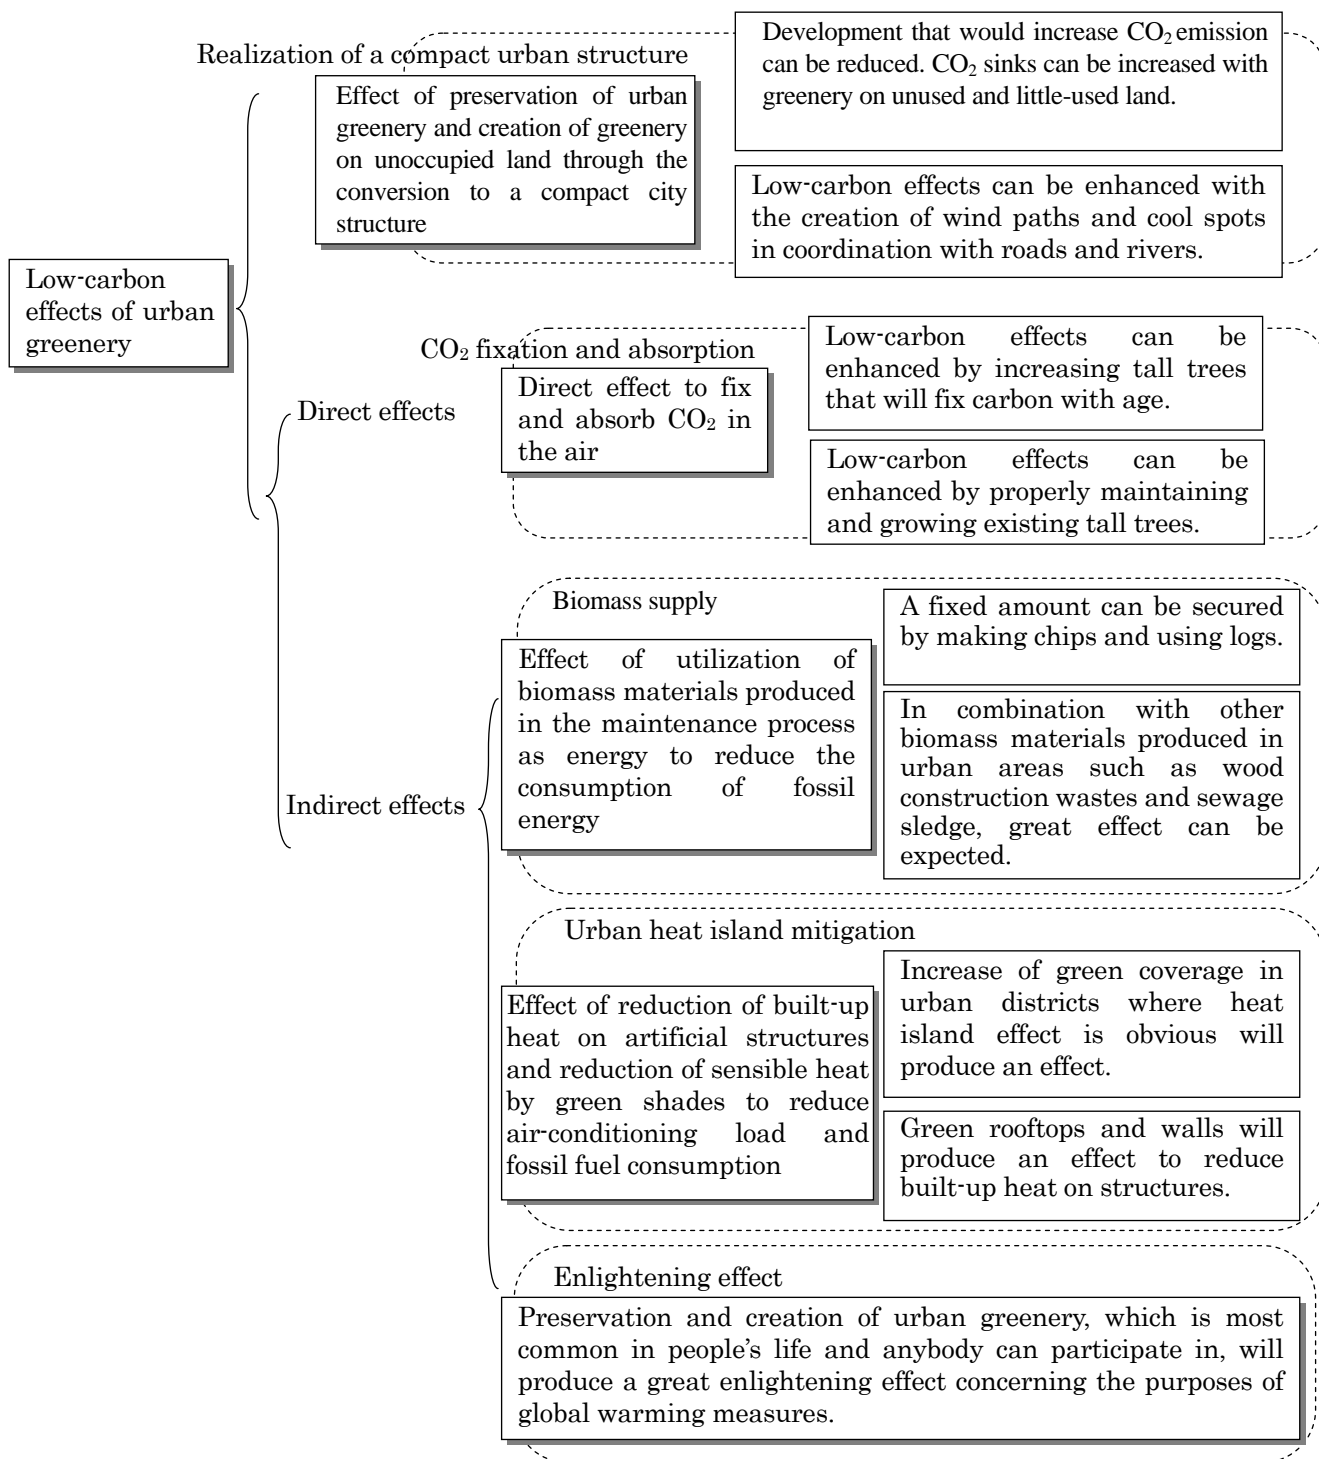 Realization of a compact urban structure
Effect of preservation of urban
greenery and creation of greenery
on unoccupied land through the
conversion to a compact city
structure
Development that would increase CO₂ emission
can be reduced. CO₂ sinks can be increased with
greenery on unused and little-used land.
Low-carbon effects can be enhanced with
the creation of wind paths and cool spots
in coordination with roads and rivers.
Low-carbon
effects of urban
greenery
Direct effects
CO₂ fixation and absorption
Direct effect to fix
and absorb CO₂ in
the air
Low-carbon effects can be
enhanced by increasing tall trees
that will fix carbon with age.
Low-carbon effects can be
enhanced by properly maintaining
and growing existing tall trees.
Indirect effects
Biomass supply
Effect of utilization of
biomass materials produced
in the maintenance process
as energy to reduce the
consumption of fossil
energy
A fixed amount can be secured
by making chips and using logs.
In combination with other
biomass materials produced in
urban areas such as wood
construction wastes and sewage
sledge, great effect can be
expected.
Urban heat island mitigation
Effect of reduction of built-up
heat on artificial structures
and reduction of sensible heat
by green shades to reduce
air-conditioning load and
fossil fuel consumption
Increase of green coverage in
urban districts where heat
island effect is obvious will
produce an effect.
Green rooftops and walls will
produce an effect to reduce
built-up heat on structures.
Enlightening effect
Preservation and creation of urban greenery, which is most
common in people’s life and anybody can participate in, will
produce a great enlightening effect concerning the purposes of
global warming measures.